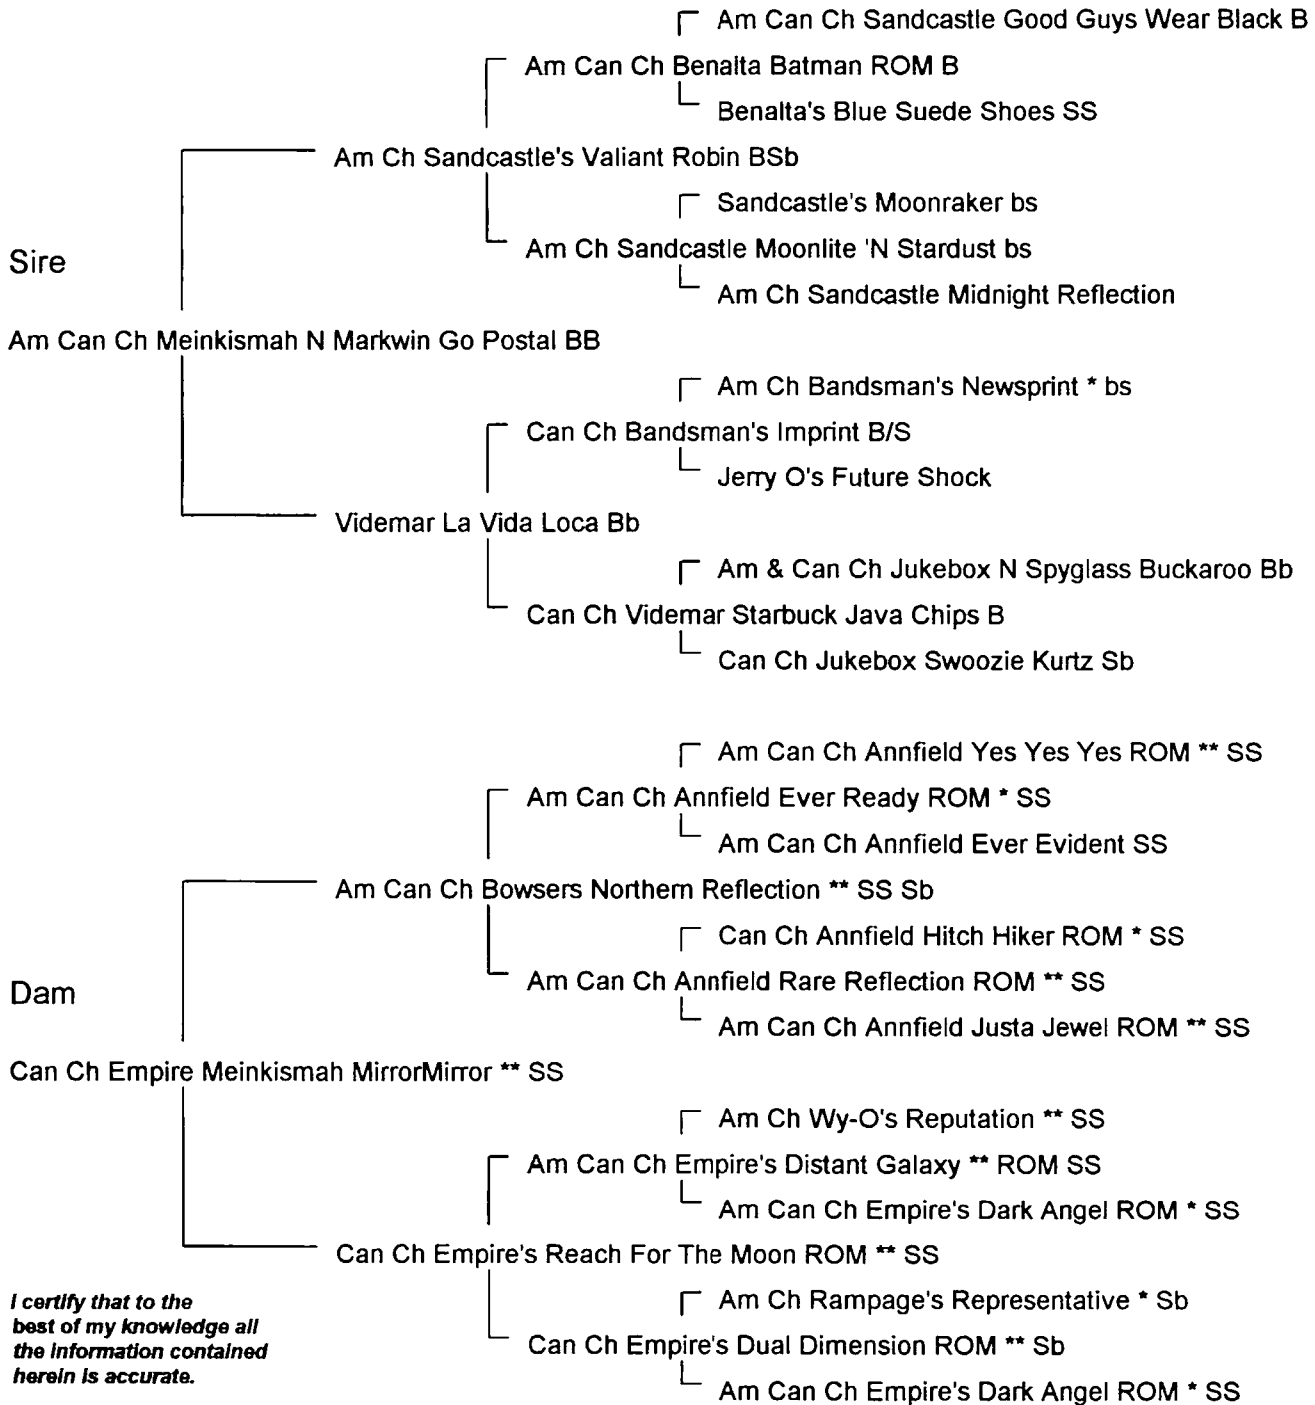 Am Can Ch Sandcastle Good Guys Wear Black B
Am Can Ch Benalta Batman ROM B
Benalta's Blue Suede Shoes SS
Am Ch Sandcastle's Valiant Robin BSb
Sandcastle's Moonraker bs
Am Ch Sandcastle Moonlite 'N Stardust bs
Sire
Am Ch Sandcastle Midnight Reflection
Am Can Ch Meinkismah N Markwin Go Postal BB
Am Ch Bandsman's Newsprint * bs
Can Ch Bandsman's Imprint B/S
Jerry O's Future Shock
Videmar La Vida Loca Bb
Am & Can Ch Jukebox N Spyglass Buckaroo Bb
Can Ch Videmar Starbuck Java Chips B
Can Ch Jukebox Swoozie Kurtz Sb
Am Can Ch Annfield Yes Yes Yes ROM ** SS
Am Can Ch Annfield Ever Ready ROM * SS
Am Can Ch Annfield Ever Evident SS
Am Can Ch Bowsers Northern Reflection ** SS Sb
Can Ch Annfield Hitch Hiker ROM * SS
Am Can Ch Annfield Rare Reflection ROM ** SS
Dam
Am Can Ch Annfield Justa Jewel ROM ** SS
Can Ch Empire Meinkismah MirrorMirror ** SS
Am Ch Wy-O's Reputation ** SS
Am Can Ch Empire's Distant Galaxy ** ROM SS
Am Can Ch Empire's Dark Angel ROM * SS
Can Ch Empire's Reach For The Moon ROM ** SS
Am Ch Rampage's Representative * Sb
Can Ch Empire's Dual Dimension ROM ** Sb
Am Can Ch Empire's Dark Angel ROM * SS
I certify that to the
best of my knowledge all
the information contained
herein is accurate.